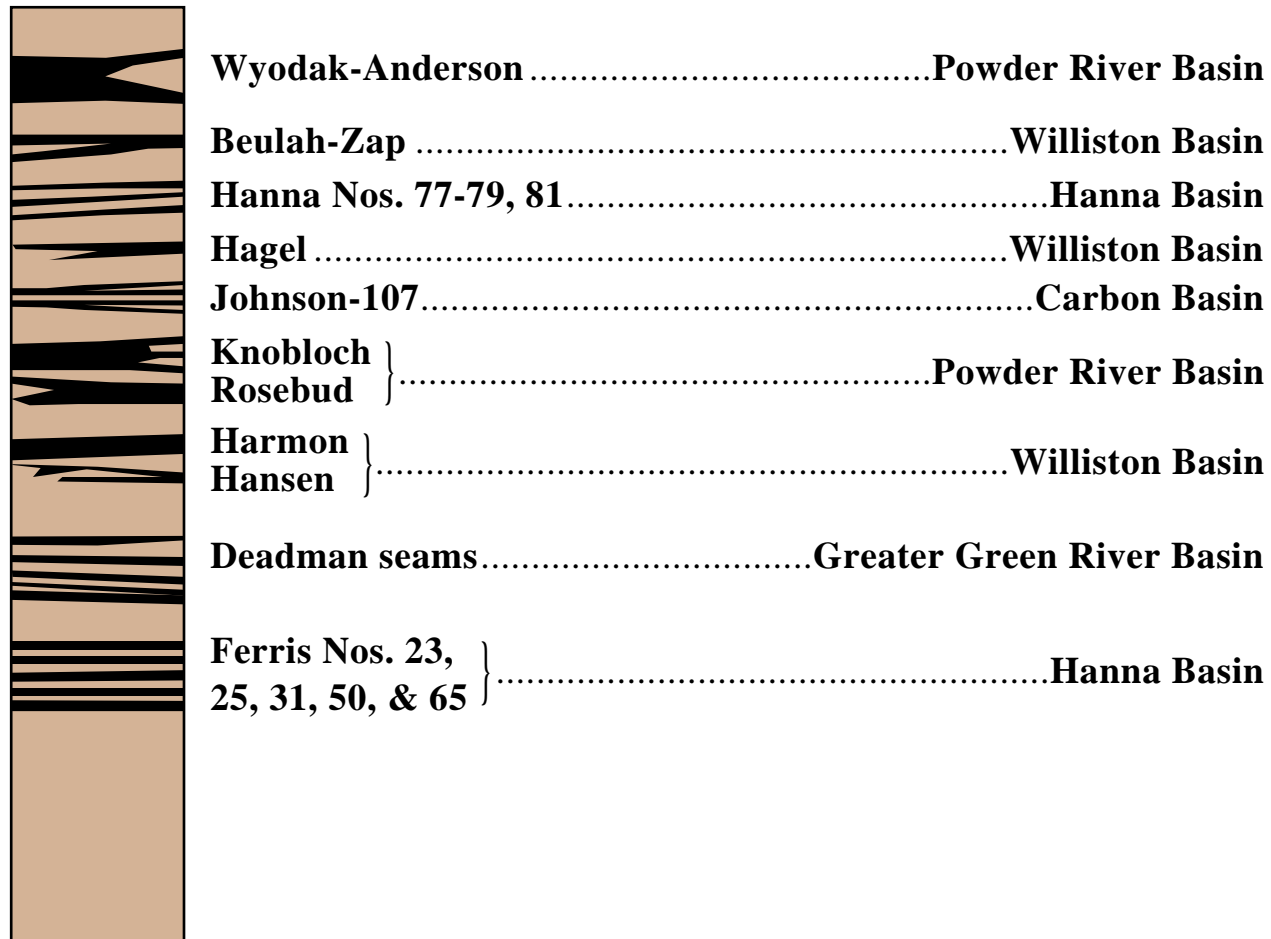 Wyodak-Anderson............................................Powder River Basin
Beulah-Zap ................................................................Williston Basin
Hanna Nos. 77-79, 81....................................................Hanna Basin
Hagel ...........................................................................Williston Basin
Johnson-107..................................................................Carbon Basin
Knobloch
Rosebud }..........................................................Powder River Basin
Harmon
Hansen }....................................................................Williston Basin
Deadman seams....................................Greater Green River Basin
Ferris Nos. 23,
25, 31, 50, & 65 }............................................................Hanna Basin